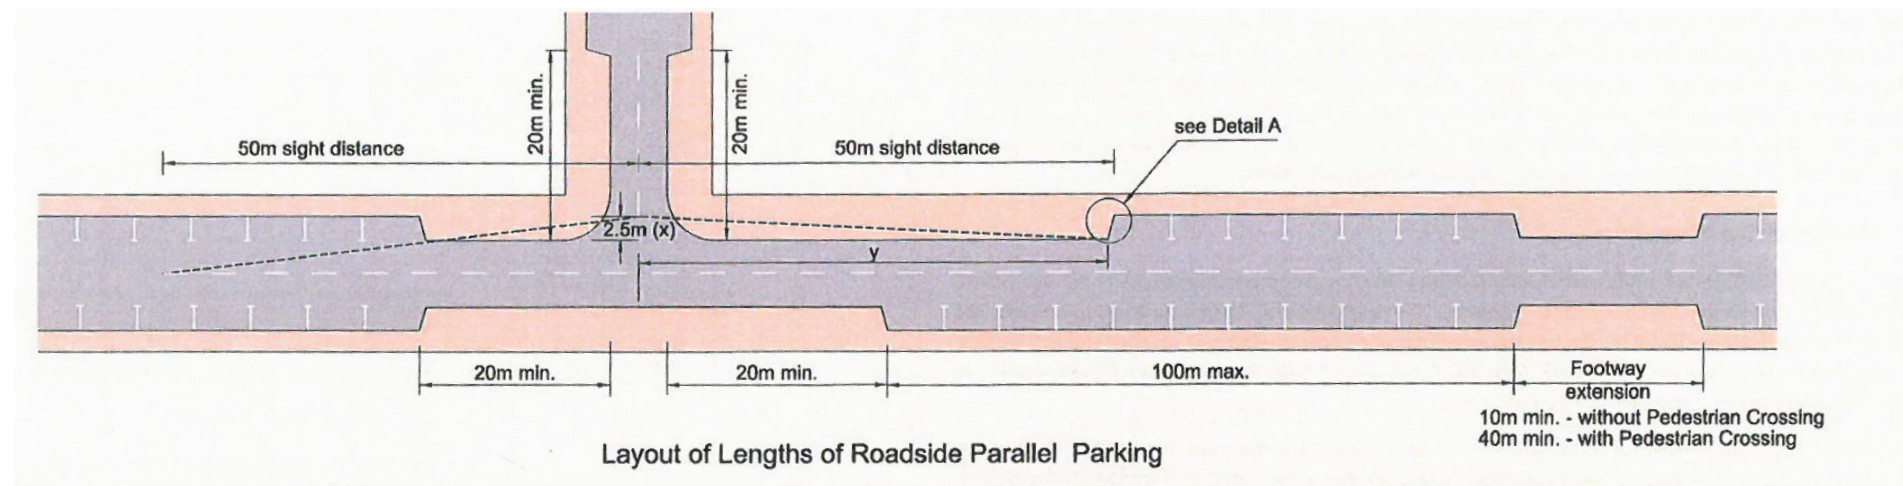 20m min.
20m min.
see Detail A
50m sight distance
50m sight distance
2.5m (x)
y
20m min.
20m min.
100m max.
Footway
extension
10m min. - without Pedestrian Crossing
40m min. - with Pedestrian Crossing
Layout of Lengths of Roadside Parallel Parking